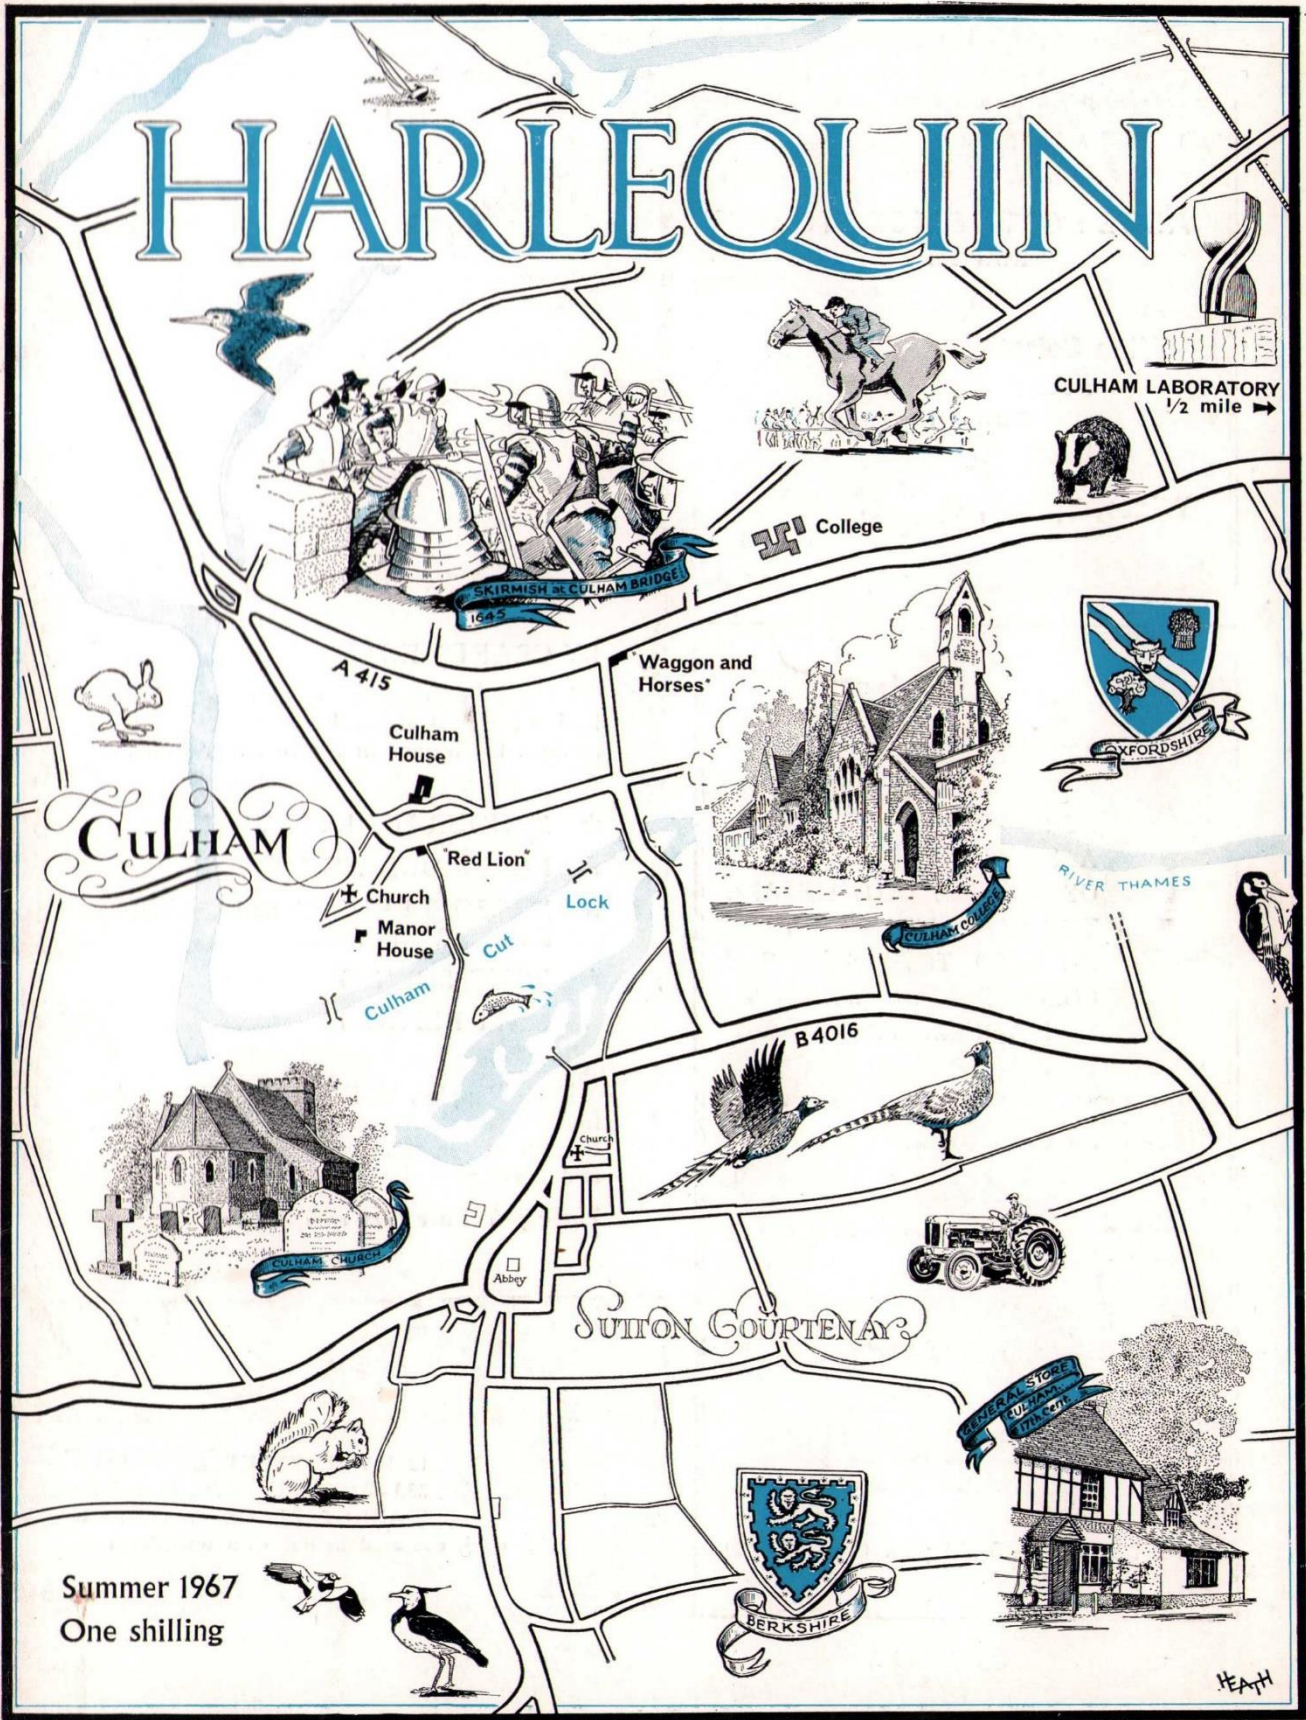 HARLEQUIN
CULHAM LABORATORY
1/2 mile
College
SKIRMISH at CULHAM BRIDGE
1645
A 415
"Waggon and
Horses"
OXFORDSHIRE
Culham
House
CULHAM
"Red Lion"
Church
Lock
RIVER THAMES
Manor
House
Cut
CULHAM COLLEGE
Culham
B4016
Church
CULHAM CHURCH
Abbey
SUTTON COURTENAY
GENERAL STORE
CULHAM
17th Cent.
Summer 1967
One shilling
BERKSHIRE
HEATH